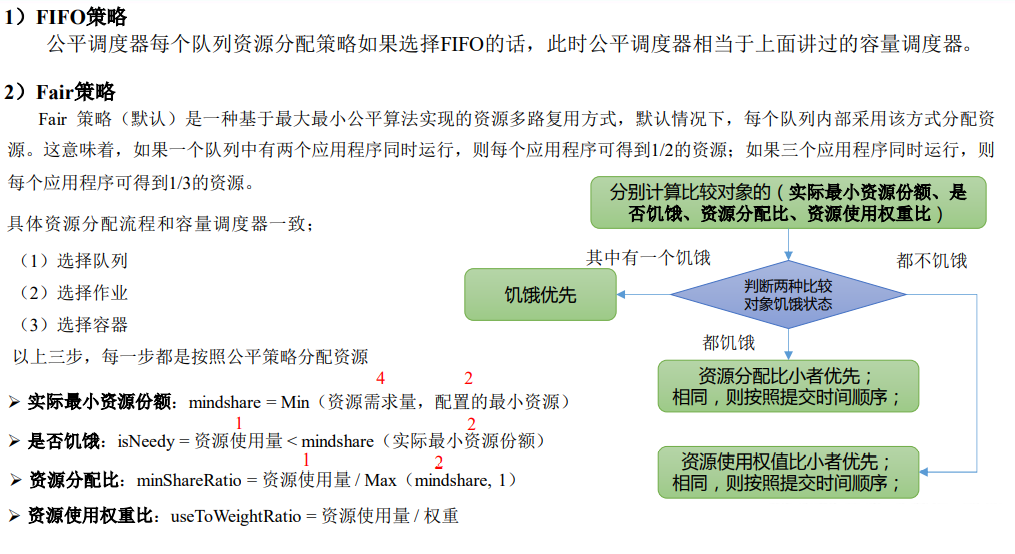 1）FIFO策略
公平调度器每个队列资源分配策略如果选择FIFO的话，此时公平调度器相当于上面讲过的容量调度器。
2）Fair策略
Fair 策略（默认）是一种基于最大最小公平算法实现的资源多路复用方式，默认情况下，每个队列内部采用该方式分配资
源。这意味着，如果一个队列中有两个应用程序同时运行，则每个应用程序可得到1/2的资源；如果三个应用程序同时运行，则
每个应用程序可得到1/3的资源。
具体资源分配流程和容量调度器一致；
（1）选择队列
（2）选择作业
（3）选择容器
以上三步，每一步都是按照公平策略分配资源
4 2
➢ 实际最小资源份额：mindshare = Min（资源需求量，配置的最小资源）
1 2
➢ 是否饥饿：isNeedy = 资源使用量 < mindshare（实际最小资源份额）
1 2
➢ 资源分配比：minShareRatio = 资源使用量 / Max（mindshare, 1）
➢ 资源使用权重比：useToWeightRatio = 资源使用量 / 权重
分别计算比较对象的（实际最小资源份额、是
否饥饿、资源分配比、资源使用权重比）
其中有一个饥饿
都不饥饿
判断两种比较
对象饥饿状态
饥饿优先
都饥饿
资源分配比小者优先；
相同，则按照提交时间顺序；
资源使用权值比小者优先；
相同，则按照提交时间顺序；